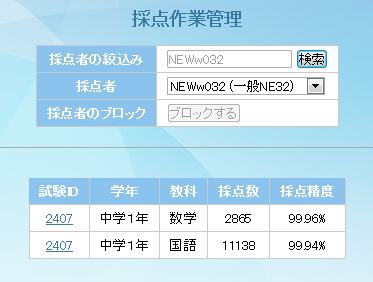 採点作業管理
採点者の絞込み NEWw032 検索
採点者 NEWw032 (一般NE32)
採点者のブロック ブロックする
試験ID 学年 教科 採点数 採点精度
2407 中学1年 数学 2865 99.96%
2407 中学1年 国語 11138 99.94%